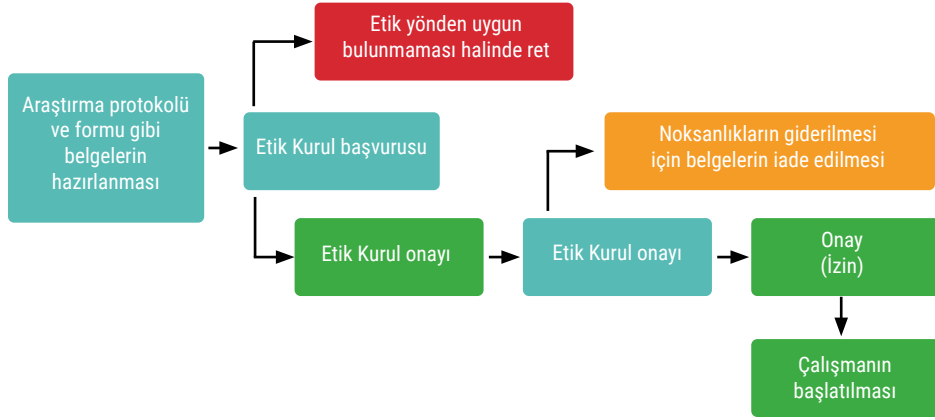 Araştırma protokolü
ve formu gibi
belgelerin
hazırlanması
Etik yönden uygun
bulunmaması halinde ret
Etik Kurul başvurusu
Etik Kurul onayı
Etik Kurul onayı
Noksanlıkların giderilmesi
için belgelerin iade edilmesi
Onay
(İzin)
Çalışmanın
başlatılması